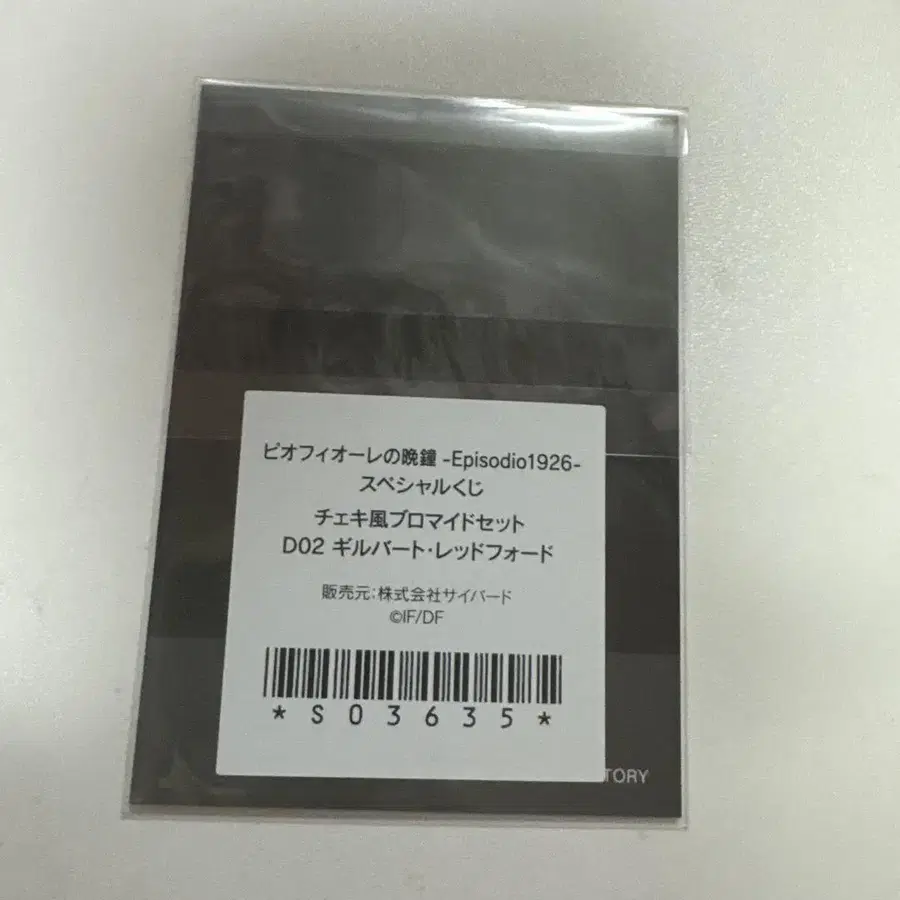 ピオフィオーレの晩鐘 -Episodio1926-
スペシャルくじ
チェキ風ブロマイドセット
D02 ギルバート・レッドフォード
販売元:株式会社サイバード
©IF/DF
*S03635*
TORY